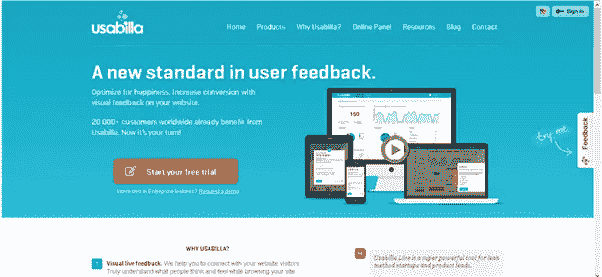 Sign in
usabilla
Home Products Why Usabilla? Online Panel Resources Blog Contact
A new standard in user feedback.
Optimize for happiness. Increase conversion with
visual feedback on your website.
20 000+ customers worldwide already benefit from
Usabilla. Now it's your turn!
Feedback
Start your free trial
Interested in Enterprise features? Request a demo
WHY USABILLA?
Visual live feedback. We help you to connect with your website visitors
Truly understand what people think and feel while browsing your site
Usabilla Live is a super powerful tool for lean
method startups and product leads.